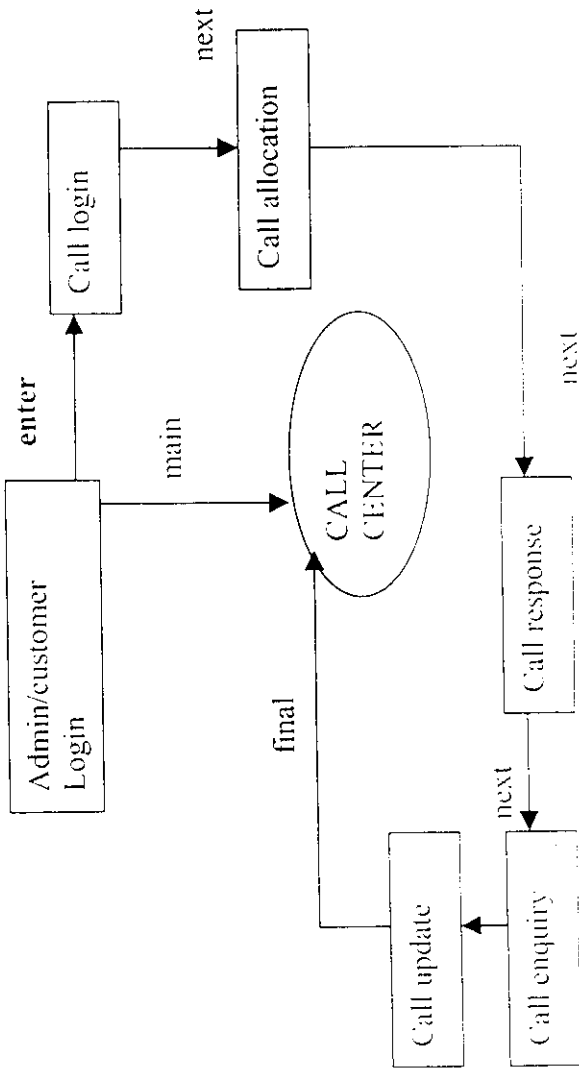 Admin/customer
Login
enter
Call login
next
main
Call allocation
CALL
CENTER
final
Call update
next
Call enquiry
Call response
next